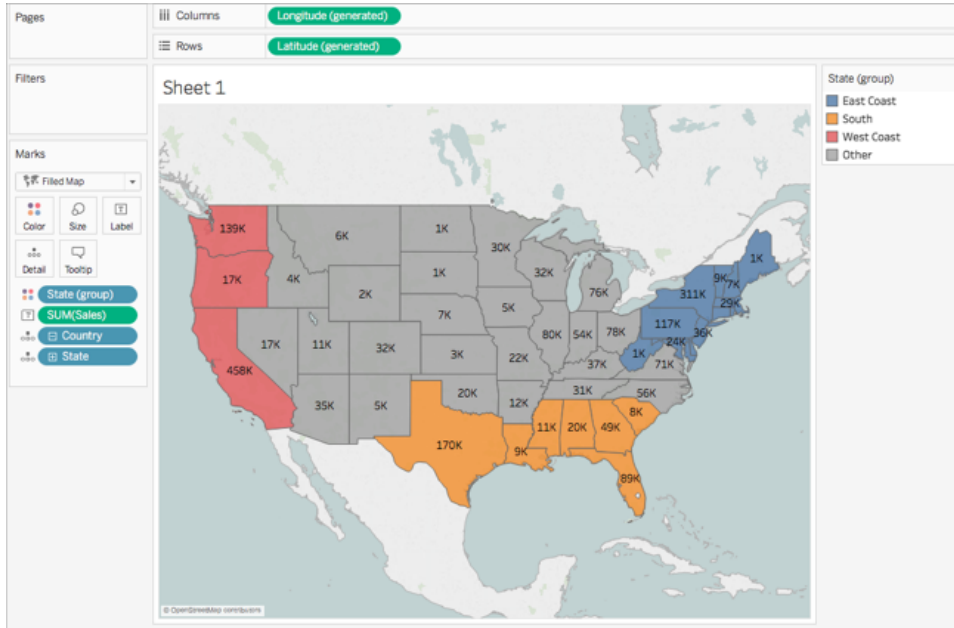 Pages
Columns
Longitude (generated)
Rows
Latitude (generated)
Filters
Marks
Filled Map
Color
Size
Label
Detail
Tooltip
State (group)
SUM(Sales)
Country
State
Sheet 1
139K
6K
1K
30K
1K
17K
4K
1K
32K
9K
7K
2K
76K
311K
29K
7K
5K
117K
36K
17K
11K
32K
80K
54K
78K
24K
1K
458K
3K
22K
37K
71K
35K
5K
20K
12K
31K
56K
8K
170K
9K
11K
20K
49K
89K
© OpenStreetMap contributors
State (group)
East Coast
South
West Coast
Other